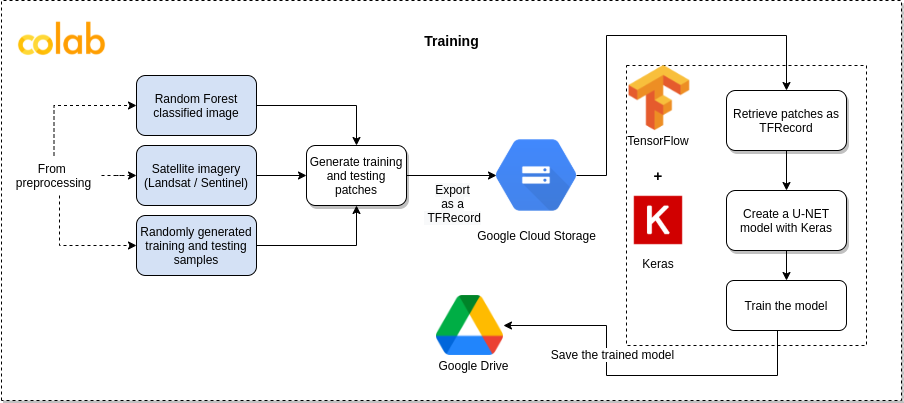 colab
Training
Random Forest
classified image
From
preprocessing
Satellite imagery
(Landsat / Sentinel)
Randomly generated
training and testing
samples
Generate training
and testing
patches
Export
as a
TFRecord
Google Cloud Storage
TensorFlow
+
K
Keras
Retrieve patches as
TFRecord
Create a U-NET
model with Keras
Train the model
Save the trained model
Google Drive